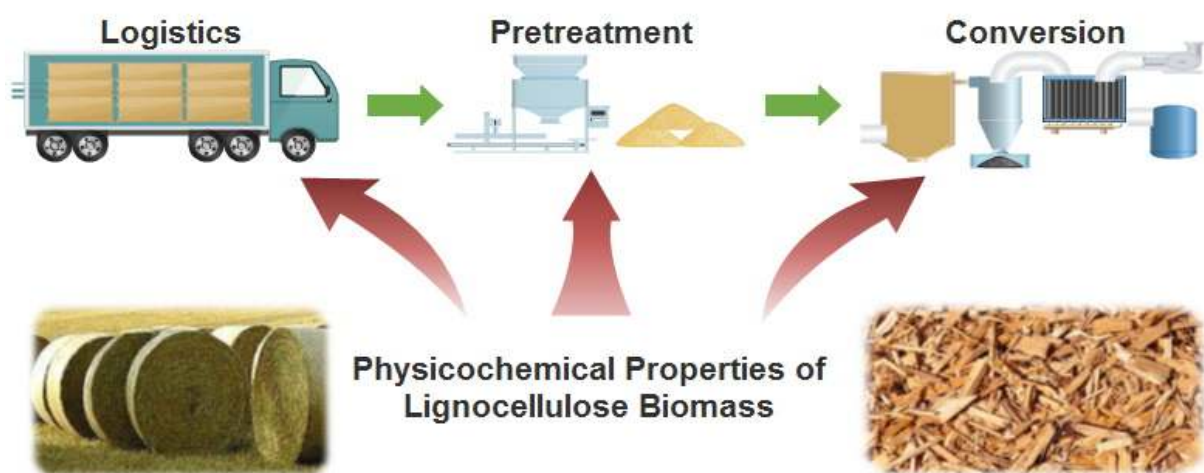 Logistics
Pretreatment
Conversion
Physicochemical Properties of
Lignocellulose Biomass